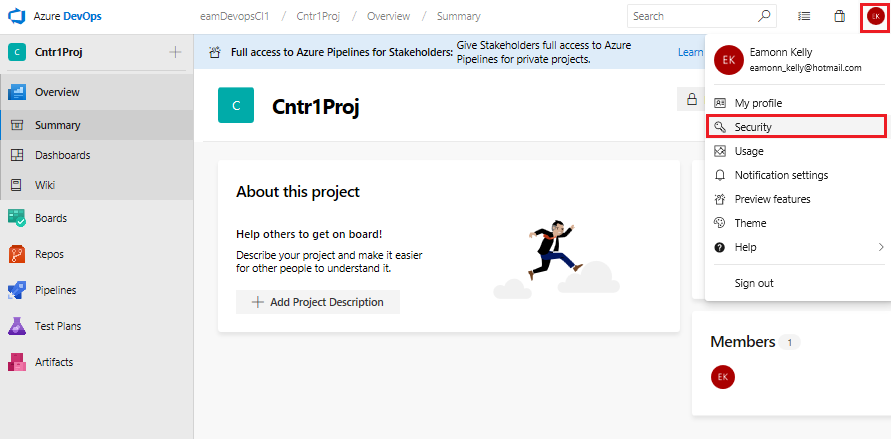 Azure DevOps
eamDevopsCI1 / Cntr1Proj / Overview / Summary
Search
EK
C Cntr1Proj
Overview
Summary
Dashboards
Wiki
Boards
Repos
Pipelines
Test Plans
Artifacts
Full access to Azure Pipelines for Stakeholders: Give Stakeholders full access to Azure
Pipelines for private projects.
Learn
C Cntr1Proj
About this project
Help others to get on board!
Describe your project and make it easier
for other people to understand it.
Add Project Description
EK
Eamonn Kelly
eamonn_kelly@hotmail.com
My profile
Security
Usage
Notification settings
Preview features
Theme
Help
Sign out
Members 1
EK